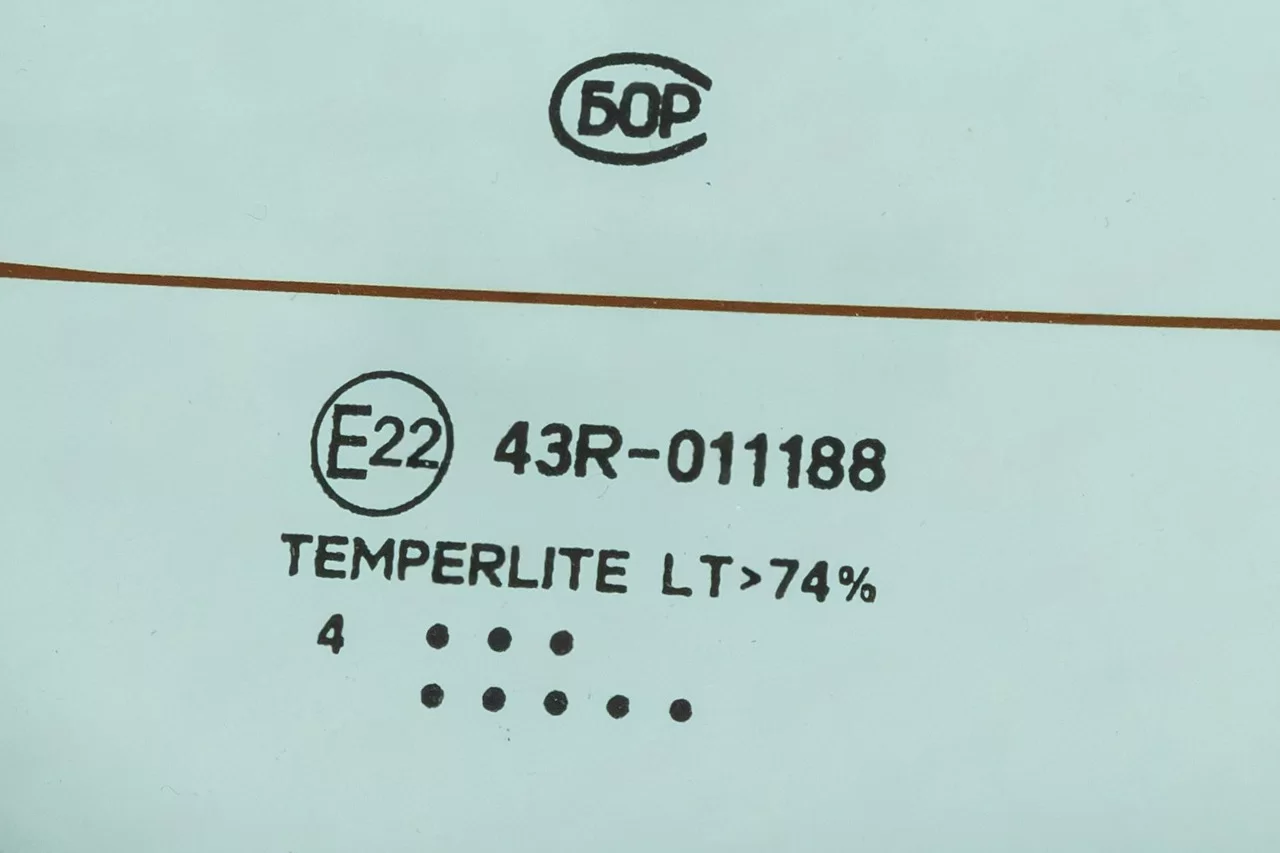 БОР
E22 43R-011188
TEMPERLITE LT>74%
4 • • •
• • • • •